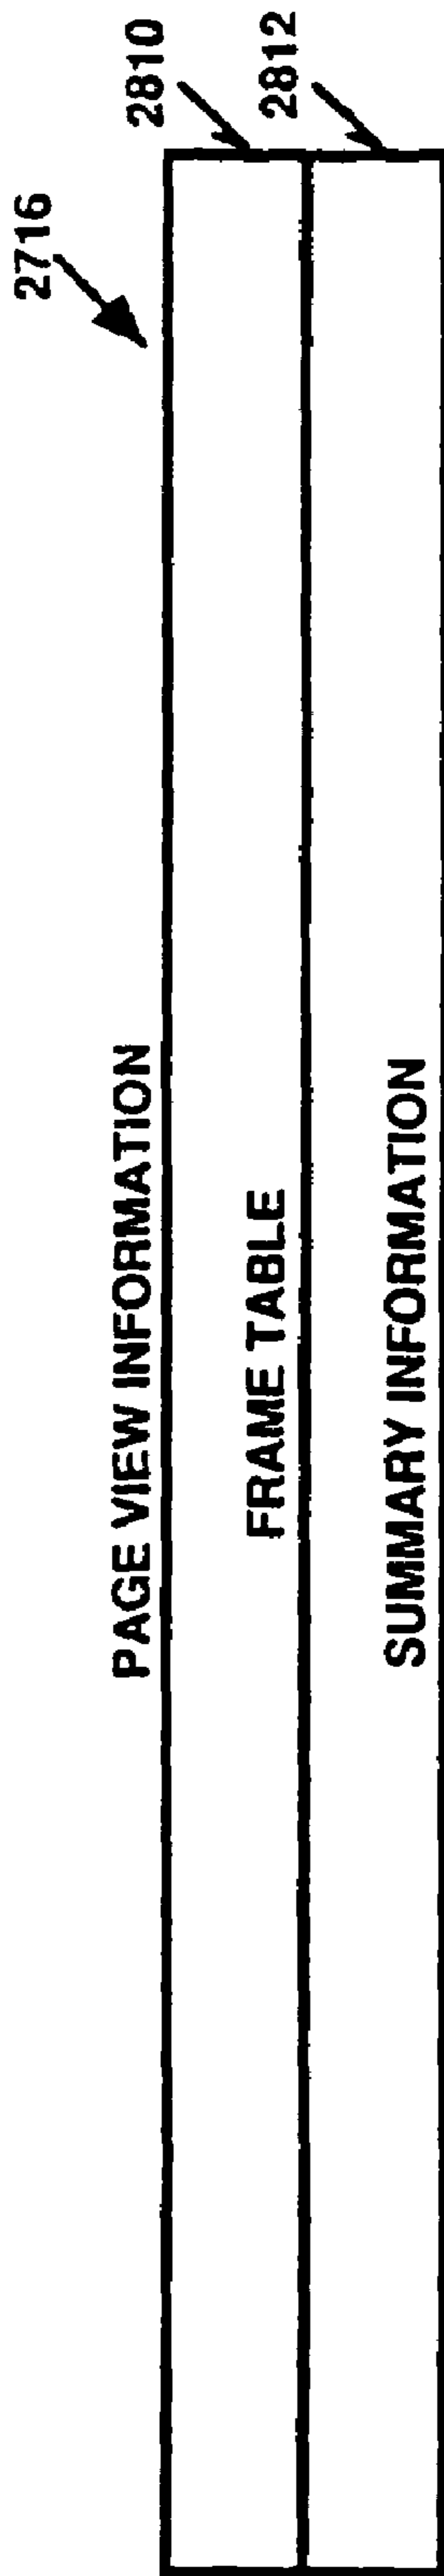 2716
PAGE VIEW INFORMATION
2810
FRAME TABLE
2812
SUMMARY INFORMATION